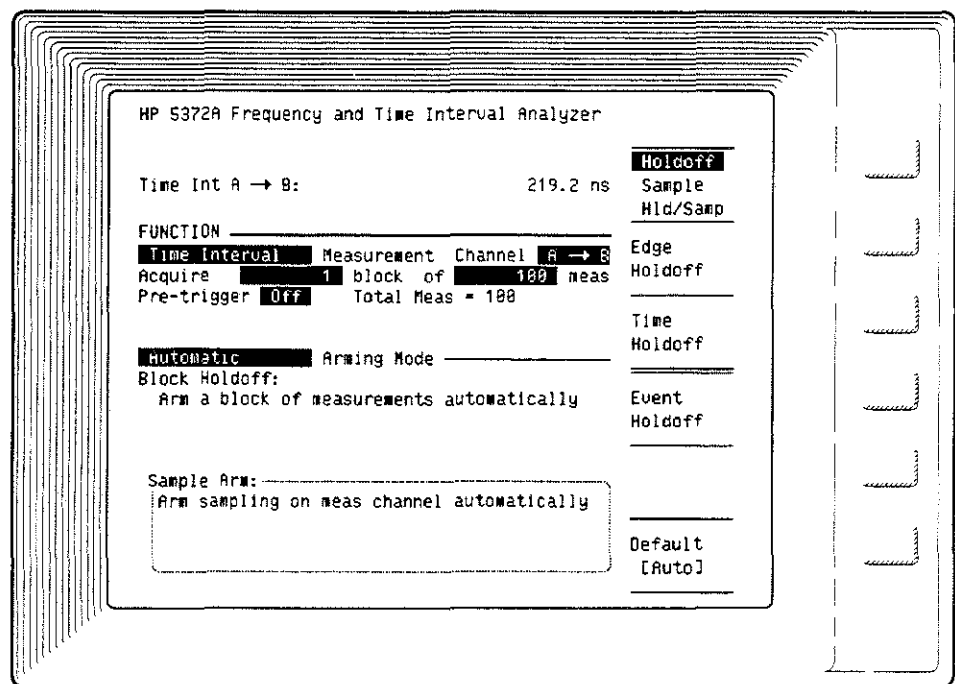 HP 5372A Frequency and Time Interval Analyzer
Time Int A → B: 219.2 ns
FUNCTION
Time Interval Measurement Channel A → B
Acquire 1 block of 100 meas
Pre-trigger Off Total Meas = 100
Automatic Arming Mode
Block Holdoff:
Arm a block of measurements automatically
Sample Arm:
Arm sampling on meas channel automatically
Holdoff
Sample
Hld/Samp
Edge
Holdoff
Time
Holdoff
Event
Holdoff
Default
[Auto]